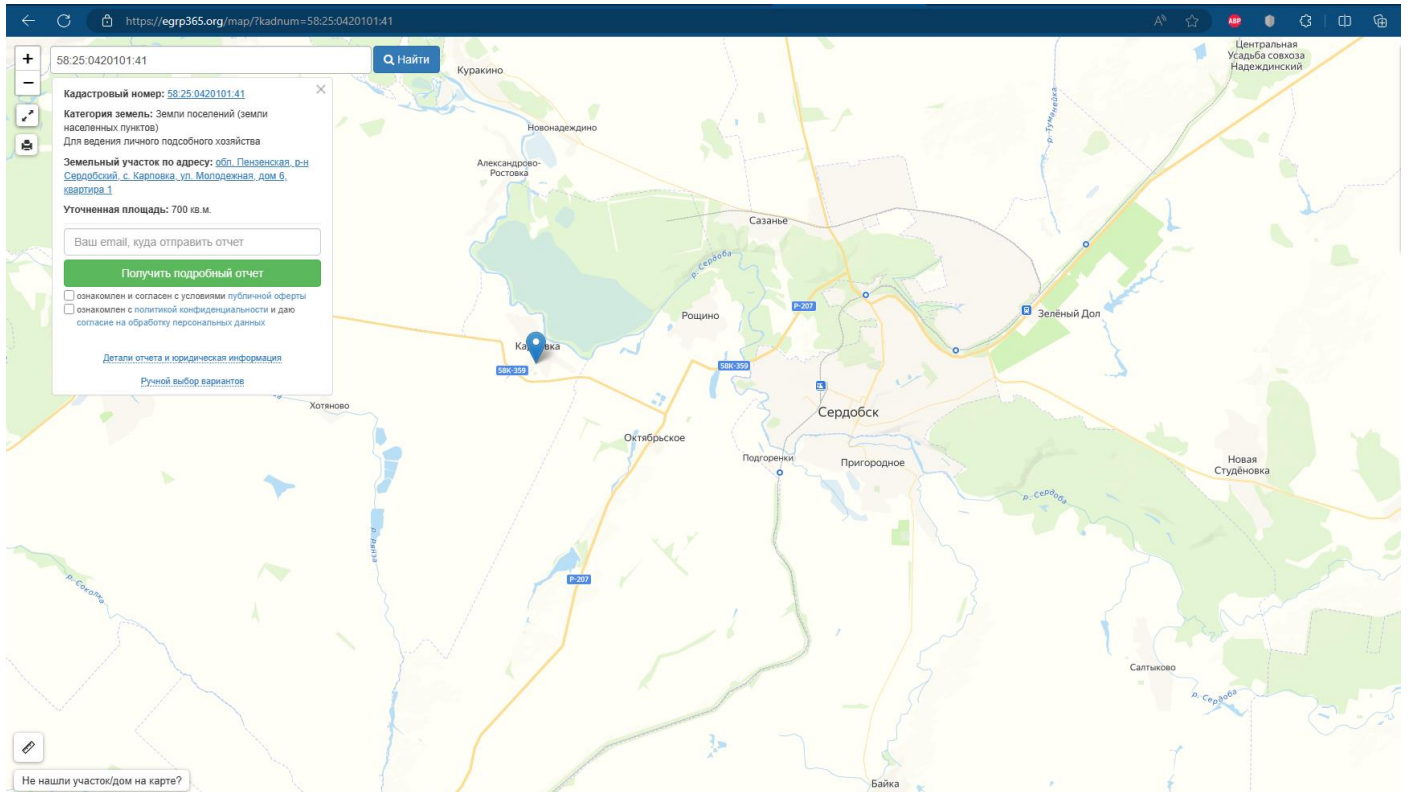 https://egrp365.org/map/?kadnum=58:25:0420101:41
+
58:25:0420101:41
Найти
−
Кадастровый номер: 58:25:0420101:41
Категория земель: Земли поселений (земли
населенных пунктов)
Для ведения личного подсобного хозяйства
Земельный участок по адресу: обл. Пензенская, р-н
Сердобский, с. Карповка, ул. Молодежная, дом 6,
квартира 1
Уточненная площадь: 700 кв.м.
Ваш email, куда отправить отчет
Получить подробный отчет
ознакомлен и согласен с условиями публичной оферты
ознакомлен с политикой конфиденциальности и даю
согласие на обработку персональных данных
Детали отчета и юридическая информация
Ручной выбор вариантов
Центральная
Усадьба совхоза
Надеждинский
Куракино
р. Туманейка
Новонадеждино
Александрово-
Ростовка
Сазанье
р. Сердоба
Р-207
Рощино
Зелёный Дол
58К-359
58К-359
Хотяново
Сердобск
Октябрьское
Подгоренки
Пригородное
Новая
Студёновка
р. Сердоба
Р-207
р. Соколка
Салтыково
р. Сердоба
Байка
Не нашли участок/дом на карте?
ABP